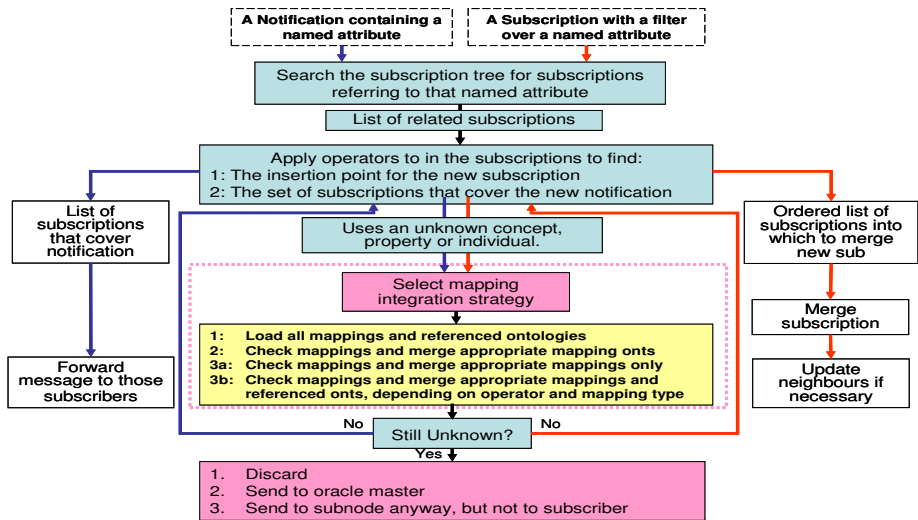 A Notification containing a
named attribute
A Subscription with a filter
over a named attribute
Search the subscription tree for subscriptions
referring to that named attribute
List of related subscriptions
Apply operators to in the subscriptions to find:
1: The insertion point for the new subscription
2: The set of subscriptions that cover the new notification
List of
subscriptions
that cover
notification
Uses an unknown concept,
property or individual.
Ordered list of
subscriptions into
which to merge
new sub
Select mapping
integration strategy
Merge
subscription
1: Load all mappings and referenced ontologies
2: Check mappings and merge appropriate mapping onts
3a: Check mappings and merge appropriate mappings only
3b: Check mappings and merge appropriate mappings and
referenced onts, depending on operator and mapping type
Forward
message to those
subscribers
Update
neighbours if
necessary
No
Still Unknown?
No
Yes
1. Discard
2. Send to oracle master
3. Send to subnode anyway, but not to subscriber